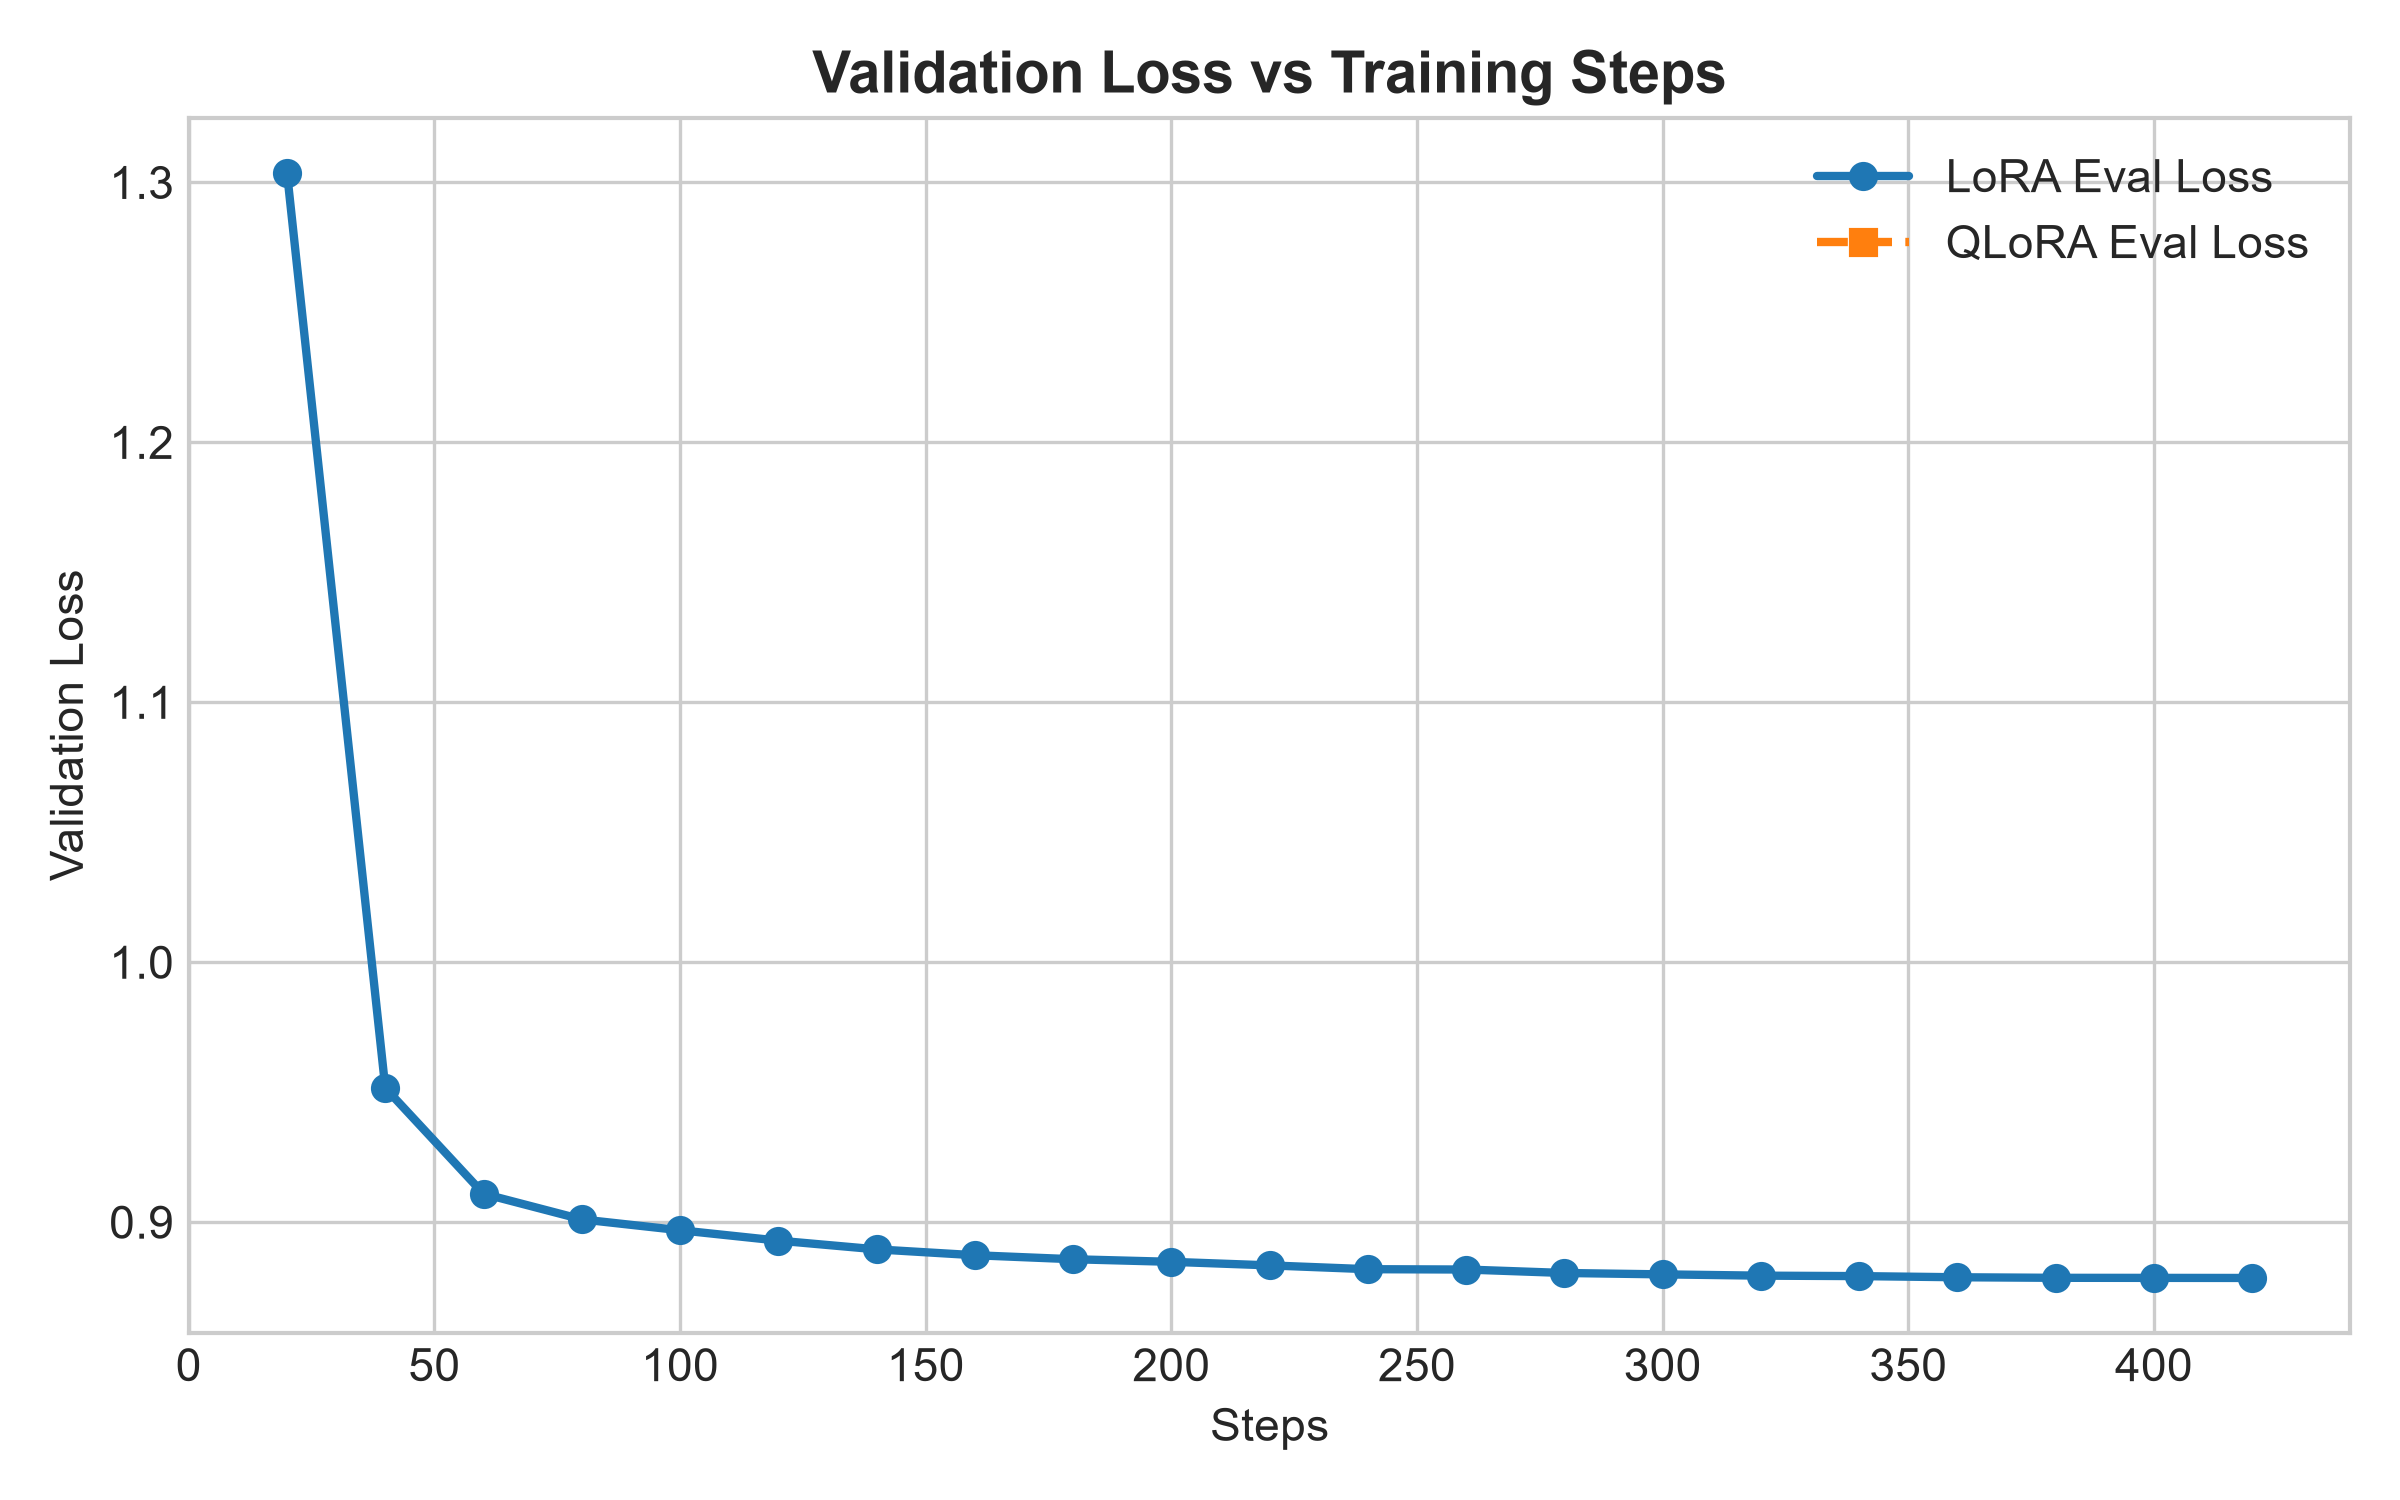 Validation Loss vs Training Steps
LoRA Eval Loss
QLoRA Eval Loss
1.3
1.2
1.1
1.0
0.9
Validation Loss
0 50 100 150 200 250 300 350 400
Steps